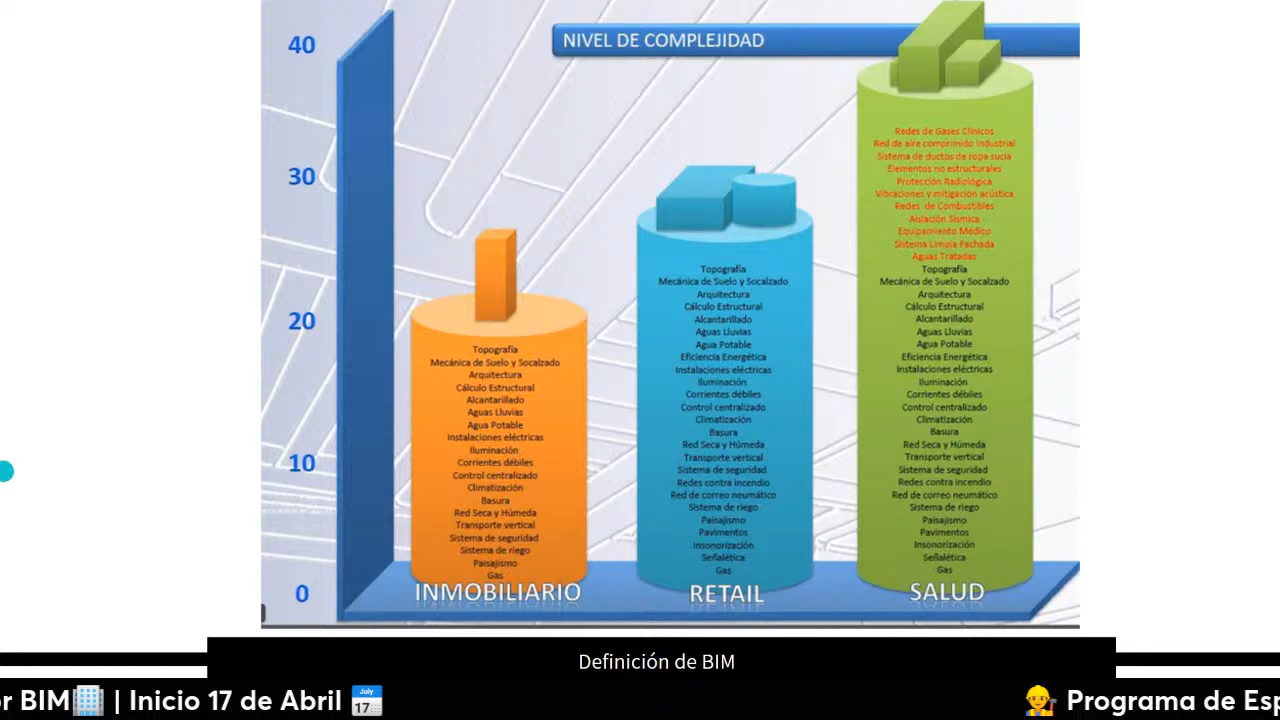 NIVEL DE COMPLEJIDAD
40
30
20
10
0
Topografía
Mecánica de Suelo y Socalzado
Arquitectura
Cálculo Estructural
Alcantarillado
Aguas Lluvias
Agua Potable
Instalaciones eléctricas
Iluminación
Corrientes débiles
Control centralizado
Climatización
Basura
Red Seca y Húmeda
Transporte vertical
Sistema de seguridad
Sistema de riego
Paisajismo
Gas
INMOBILIARIO
Topografía
Mecánica de Suelo y Socalzado
Arquitectura
Cálculo Estructural
Alcantarillado
Aguas Lluvias
Agua Potable
Eficiencia Energética
Instalaciones eléctricas
Iluminación
Corrientes débiles
Control centralizado
Climatización
Basura
Red Seca y Húmeda
Transporte vertical
Sistema de seguridad
Redes contra incendio
Red de correo neumático
Sistema de riego
Paisajismo
Pavimentos
Insonorización
Señalética
Gas
RETAIL
Redes de Gases Clínicos
Red de aire comprimido industrial
Sistema de ductos de ropa sucia
Elementos no estructurales
Protección Radiológica
Vibraciones y mitigación acústica
Redes de Combustibles
Aislación Sísmica
Equipamiento Médico
Sistema Limpia Fachada
Aguas Tratadas
Topografía
Mecánica de Suelo y Socalzado
Arquitectura
Cálculo Estructural
Alcantarillado
Aguas Lluvias
Agua Potable
Eficiencia Energética
Instalaciones eléctricas
Iluminación
Corrientes débiles
Control centralizado
Climatización
Basura
Red Seca y Húmeda
Transporte vertical
Sistema de seguridad
Redes contra incendio
Red de correo neumático
Sistema de riego
Paisajismo
Pavimentos
Insonorización
Señalética
Gas
SALUD
Definición de BIM
or BIM🏢 | Inicio 17 de Abril 📅 👷 Programa de Esp